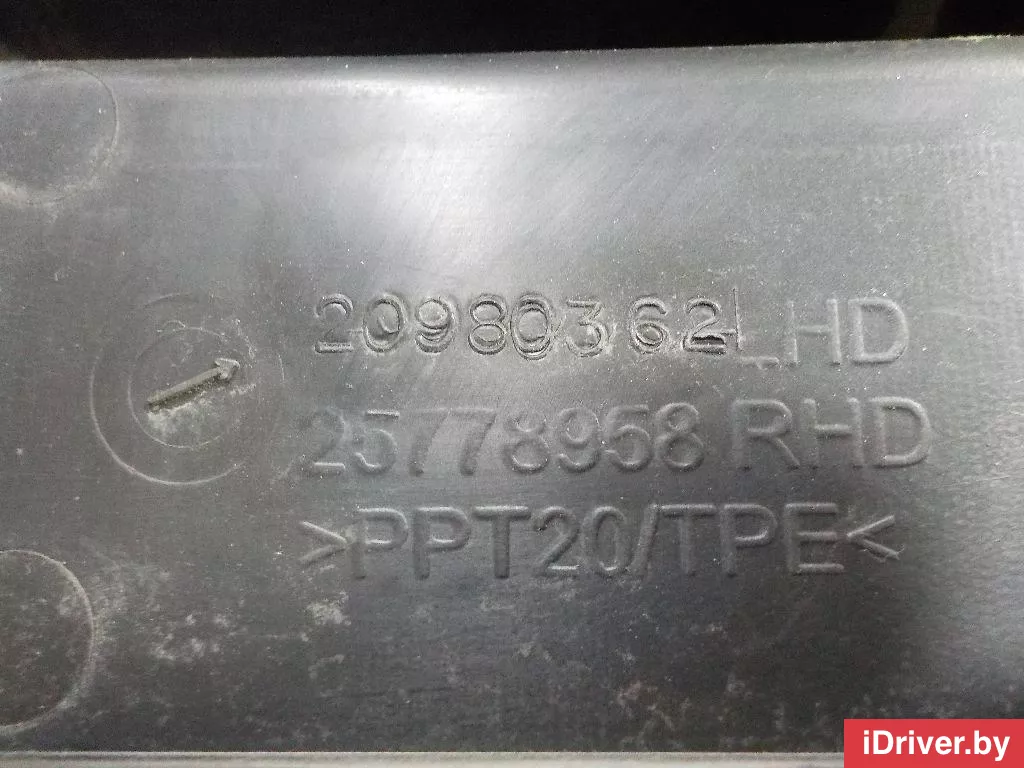 20980362 LHD
25778958 RHD
>PPT20/TPE<
iDriver.by